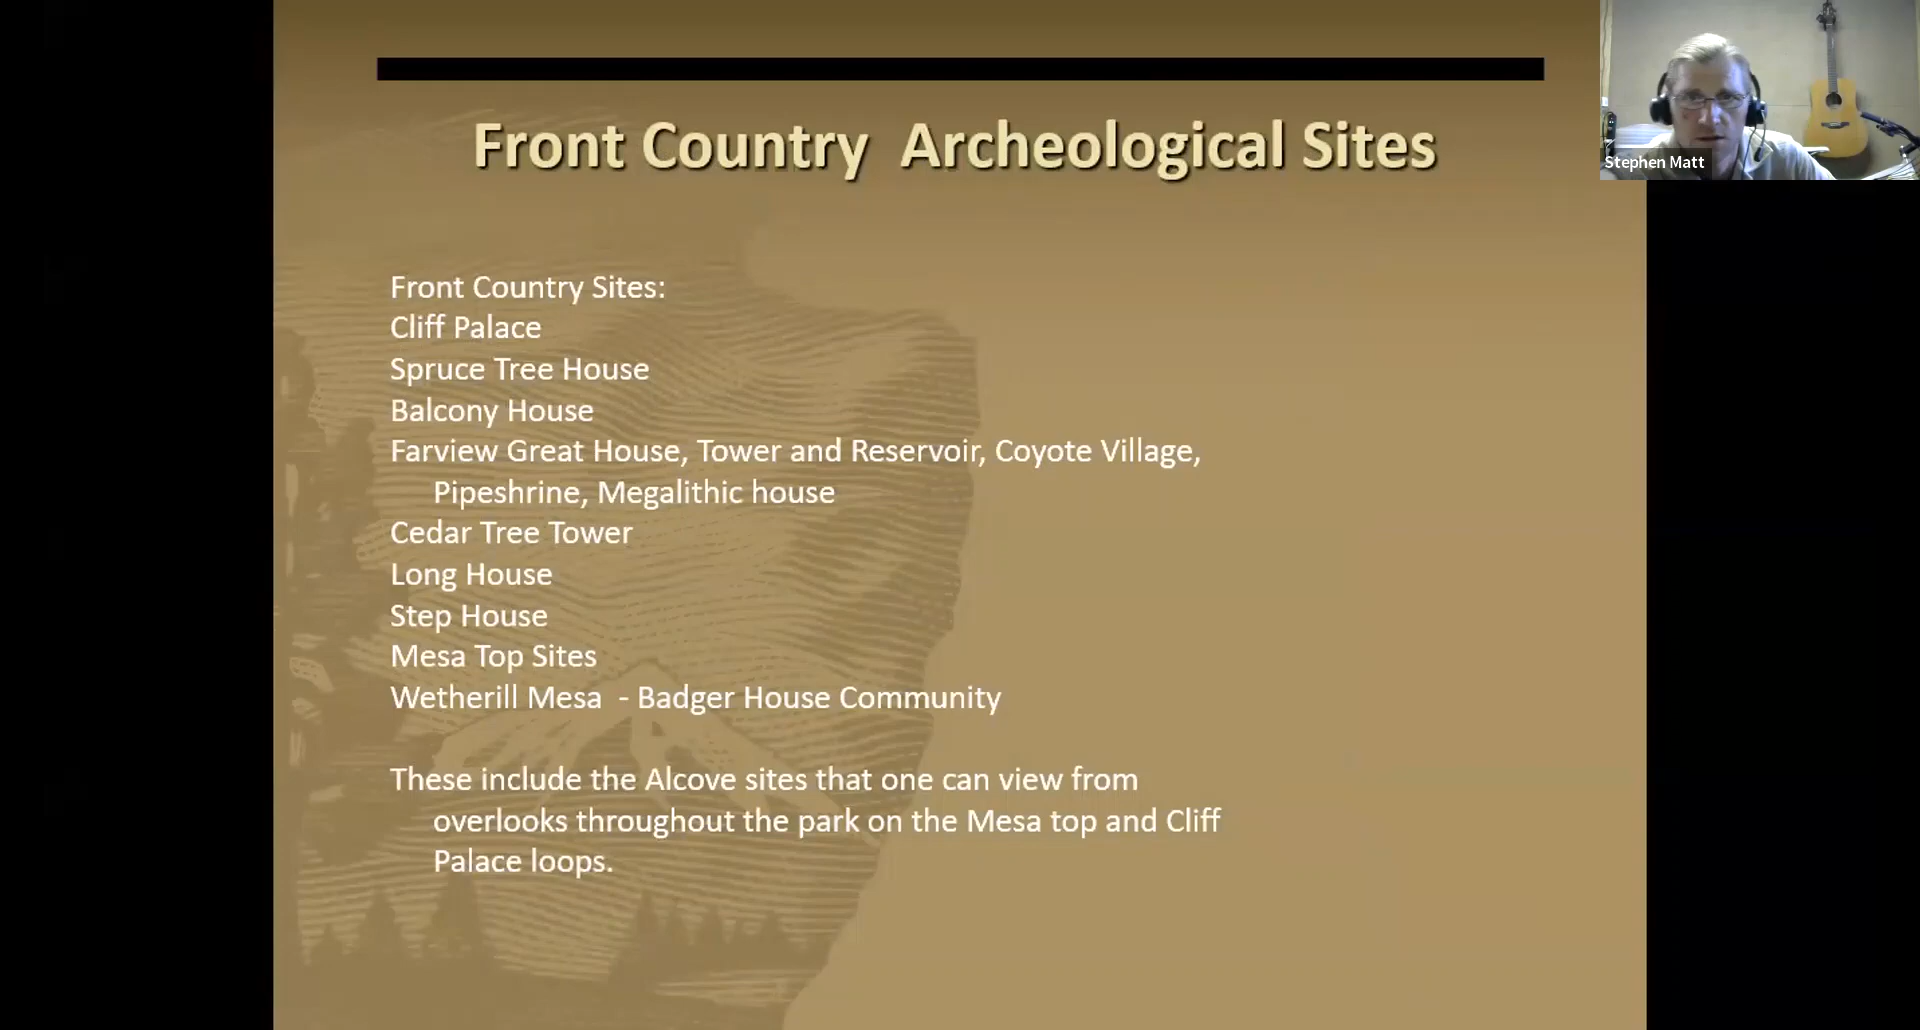 Front Country Archeological Sites
Stephen Matt
Front Country Sites:
Cliff Palace
Spruce Tree House
Balcony House
Farview Great House, Tower and Reservoir, Coyote Village,
Pipeshrine, Megalithic house
Cedar Tree Tower
Long House
Step House
Mesa Top Sites
Wetherill Mesa - Badger House Community
These include the Alcove sites that one can view from
overlooks throughout the park on the Mesa top and Cliff
Palace loops.